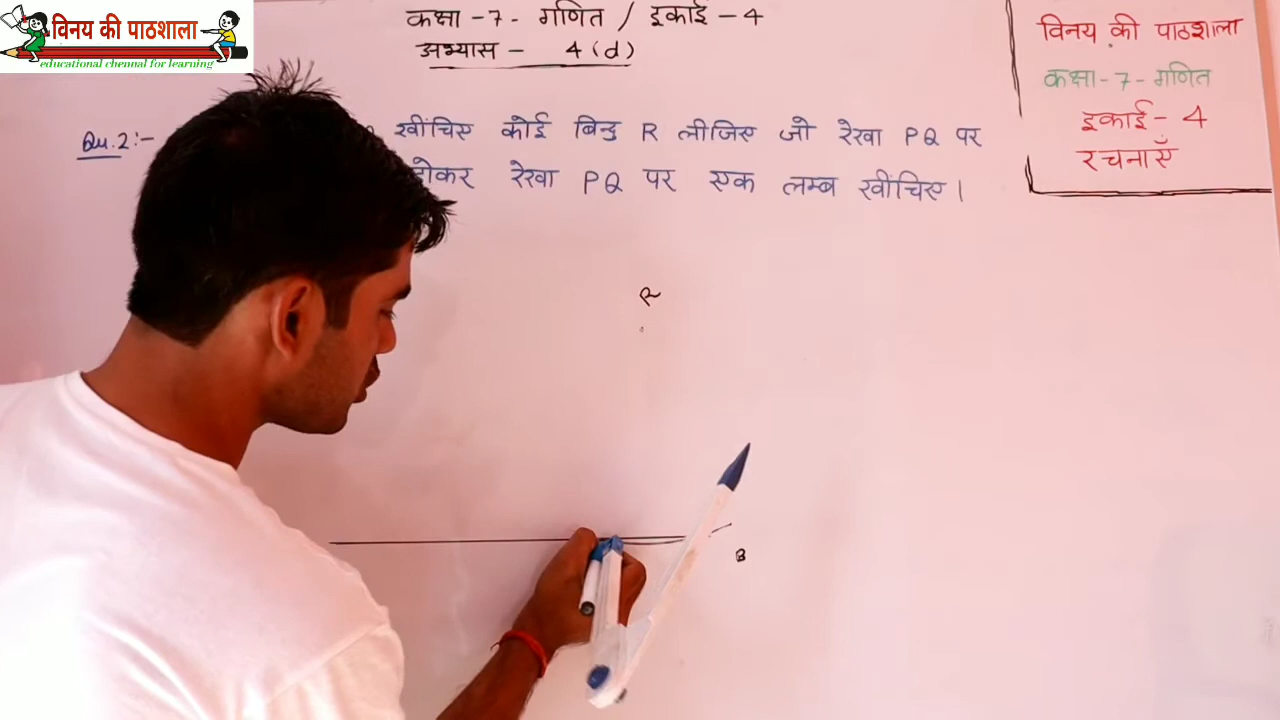 विनय की पाठशाला
educational chennal for learning
कक्षा - 7 - गणित / इकाई - 4
अभ्यास - 4(d)
विनय की पाठशाला
कक्षा - 7 - गणित
इकाई - 4
रचनाएँ
Qu. 2:- खींचिए कोई बिन्दु R लीजिए जो रेखा PQ पर
रेखा PQ पर एक लम्ब खींचिए।
R
B